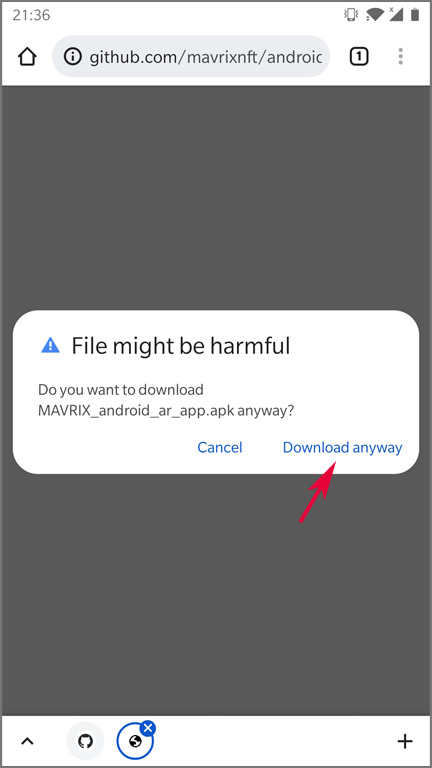 21:36
github.com/mavrixnft/androic
1
File might be harmful
Do you want to download
MAVRIX_android_ar_app.apk anyway?
Cancel Download anyway